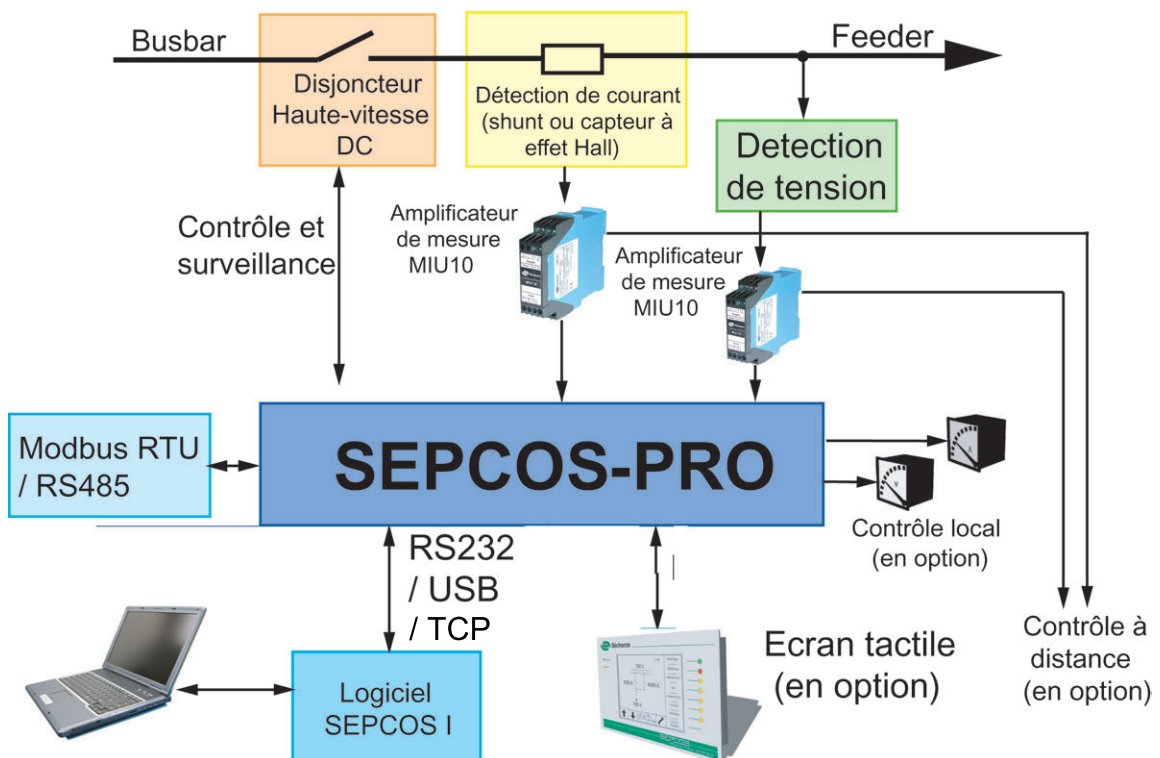 Busbar
Feeder
Disjoncteur
Haute-vitesse
DC
Détection de courant
(shunt ou capteur à
effet Hall)
Detection
de tension
Contrôle et
surveillance
Amplificateur
de mesure
MIU10
Amplificateur
de mesure
MIU10
Modbus RTU
/ RS485
SEPCOS-PRO
A
V
Contrôle local
(en option)
RS232
/ USB
/ TCP
Logiciel
SEPCOS I
Sécheron
SEPCOS
Ecran tactile
(en option)
Contrôle à
distance
(en option)